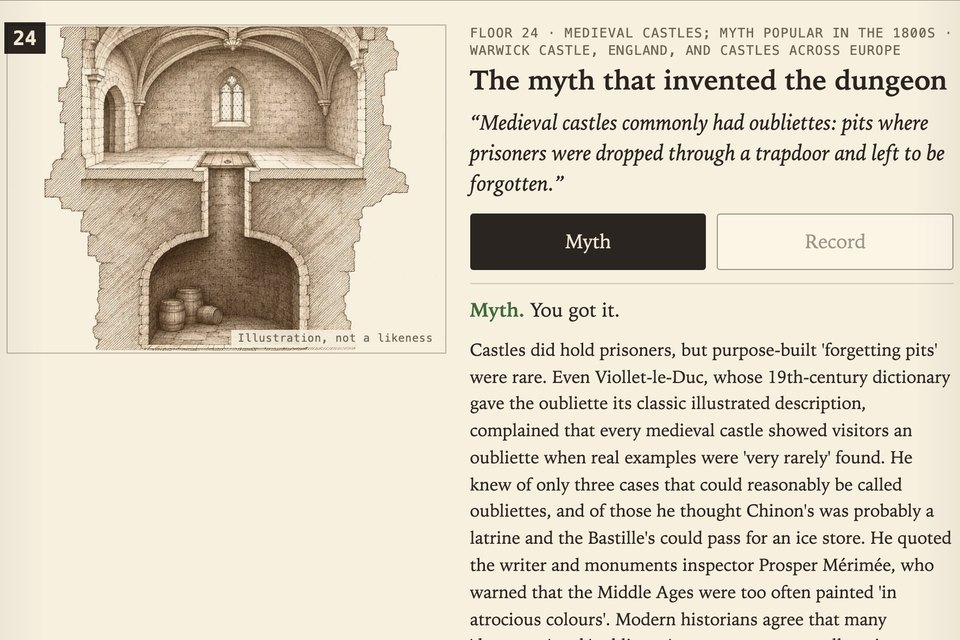 24
Illustration, not a likeness
FLOOR 24 · MEDIEVAL CASTLES; MYTH POPULAR IN THE 1800S ·
WARWICK CASTLE, ENGLAND, AND CASTLES ACROSS EUROPE
The myth that invented the dungeon
“Medieval castles commonly had oubliettes: pits where
prisoners were dropped through a trapdoor and left to be
forgotten.”
Myth
Record
Myth. You got it.
Castles did hold prisoners, but purpose-built 'forgetting pits'
were rare. Even Viollet-le-Duc, whose 19th-century dictionary
gave the oubliette its classic illustrated description,
complained that every medieval castle showed visitors an
oubliette when real examples were 'very rarely' found. He
knew of only three cases that could reasonably be called
oubliettes, and of those he thought Chinon's was probably a
latrine and the Bastille's could pass for an ice store. He quoted
the writer and monuments inspector Prosper Mérimée, who
warned that the Middle Ages were too often painted 'in
atrocious colours'. Modern historians agree that many